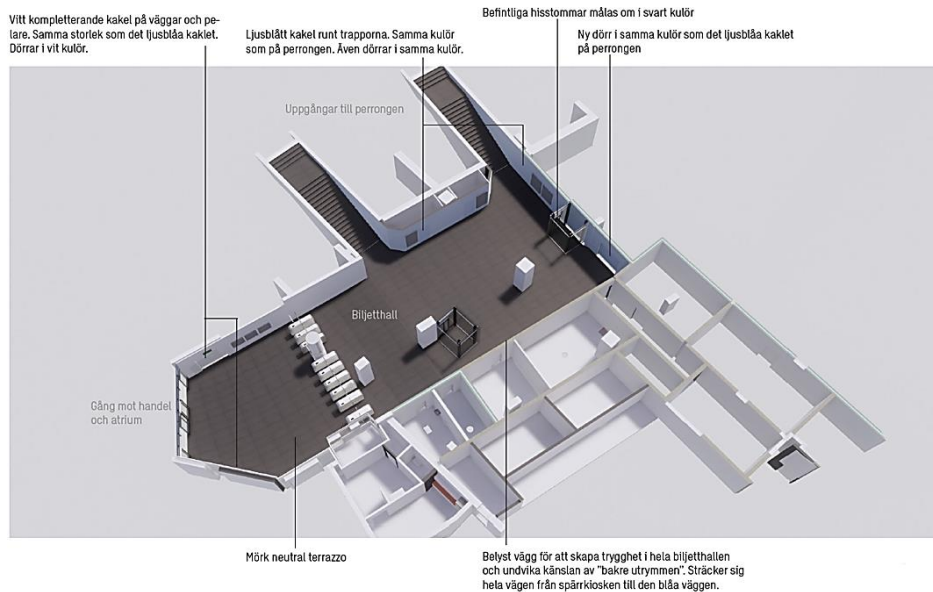 Vitt kompletterande kakel på väggar och pe-
lare. Samma storlek som det ljusblåa kaklet.
Dörrar i vit kulör.
Ljusblått kakel runt trapporna. Samma kulör
som på perrongen. Även dörrar i samma kulör.
Befintliga hisstommar målas om i svart kulör
Ny dörr i samma kulör som det ljusblåa kaklet
på perrongen
Uppgångar till perrongen
Biljetthall
Gång mot handel
och atrium
Mörk neutral terrazzo
Belyst vägg för att skapa trygghet i hela biljetthallen
och undvika känslan av "bakre utrymmen". Sträcker sig
hela vägen från spärrkiosken till den blåa väggen.